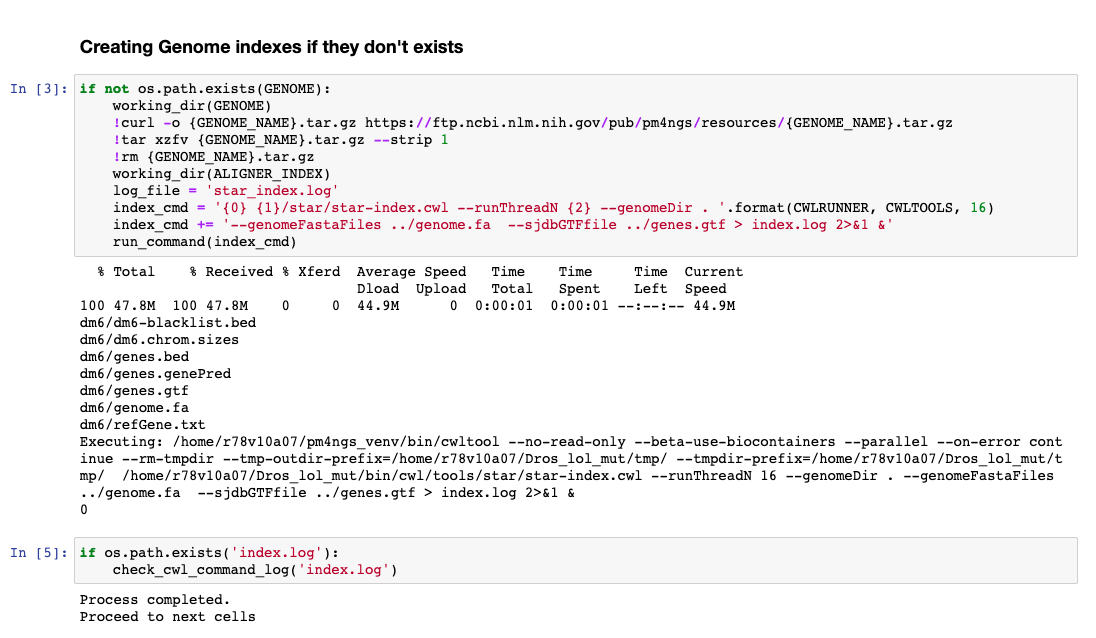 Creating Genome indexes if they don't exists
In [3]: if not os.path.exists(GENOME):
    working_dir(GENOME)
    !curl -o {GENOME_NAME}.tar.gz https://ftp.ncbi.nlm.nih.gov/pub/pm4ngs/resources/{GENOME_NAME}.tar.gz
    !tar xzfv {GENOME_NAME}.tar.gz --strip 1
    !rm {GENOME_NAME}.tar.gz
    working_dir(ALIGNER_INDEX)
    log_file = 'star_index.log'
    index_cmd = '{0} {1}/star/star-index.cwl --runThreadN {2} --genomeDir . '.format(CWLRUNNER, CWLTOOLS, 16)
    index_cmd += '--genomeFastaFiles ../genome.fa  --sjdbGTFfile ../genes.gtf > index.log 2>&1 &'
    run_command(index_cmd)
  % Total    % Received % Xferd  Average Speed   Time    Time     Time  Current
                                 Dload  Upload   Total   Spent    Left  Speed
100 47.8M  100 47.8M    0     0  44.9M      0  0:00:01  0:00:01 --:--:-- 44.9M
dm6/dm6-blacklist.bed
dm6/dm6.chrom.sizes
dm6/genes.bed
dm6/genes.genePred
dm6/genes.gtf
dm6/genome.fa
dm6/refGene.txt
Executing: /home/r78v10a07/pm4ngs_venv/bin/cwltool --no-read-only --beta-use-biocontainers --parallel --on-error cont
inue --rm-tmpdir --tmp-outdir-prefix=/home/r78v10a07/Dros_lol_mut/tmp/ --tmpdir-prefix=/home/r78v10a07/Dros_lol_mut/t
mp/  /home/r78v10a07/Dros_lol_mut/bin/cwl/tools/star/star-index.cwl --runThreadN 16 --genomeDir . --genomeFastaFiles
../genome.fa  --sjdbGTFfile ../genes.gtf > index.log 2>&1 &
0
In [5]: if os.path.exists('index.log'):
    check_cwl_command_log('index.log')
Process completed.
Proceed to next cells